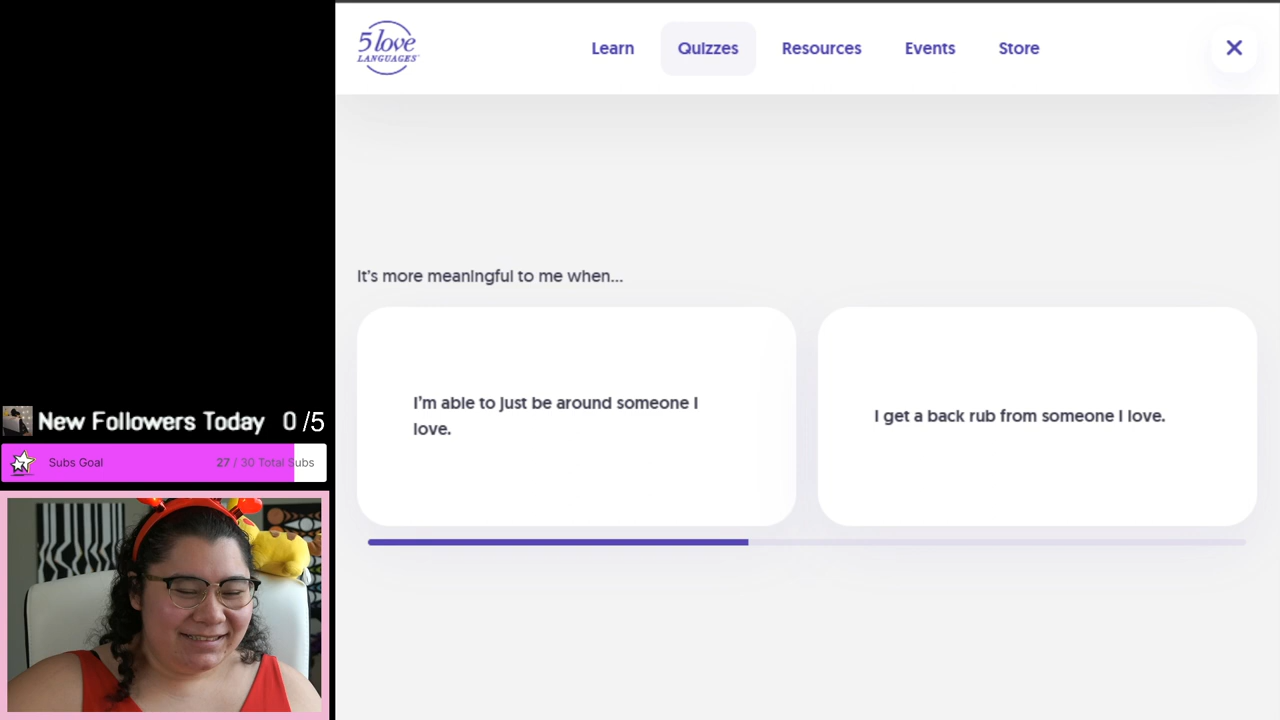 5 love
LANGUAGES
Learn
Quizzes
Resources
Events
Store
It's more meaningful to me when...
I'm able to just be around someone I
love.
I get a back rub from someone I love.
New Followers Today 0 /5
Subs Goal
27 / 30 Total Subs